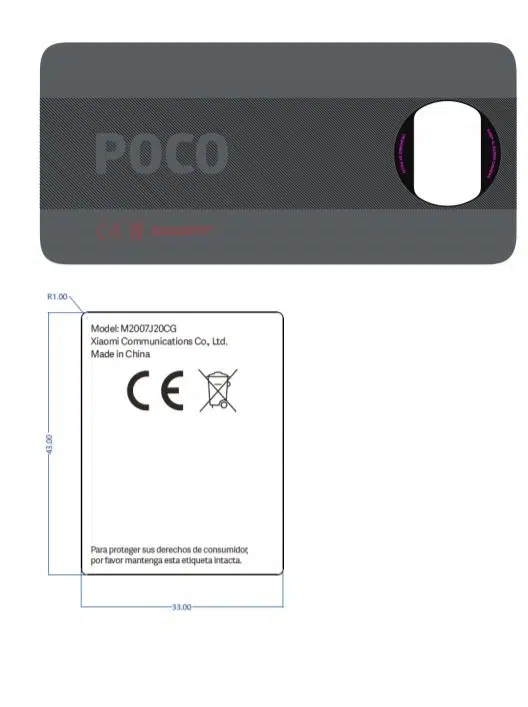 POCO
R1.00
Model: M2007J20CG
Xiaomi Communications Co., Ltd.
Made in China
CE
43.00
Para proteger sus derechos de consumidor,
por favor mantenga esta etiqueta intacta.
33.00